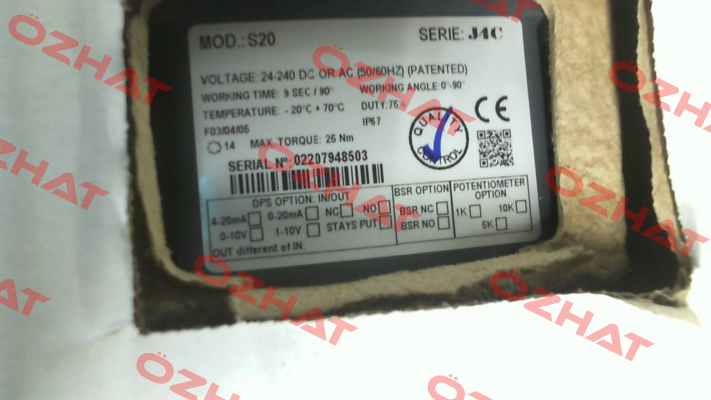 MOD.: S20 SERIE: J4C
VOLTAGE: 24-240 DC OR AC (50/60HZ) (PATENTED)
WORKING TIME: 9 SEC / 90° WORKING ANGLE: 0°-90°
TEMPERATURE: - 20°C + 70°C DUTY: 75
F03/04/05 IP67
14 MAX. TORQUE: 25 Nm
QUALITY CONTROL
CE
SERIAL Nº: 02207948503
DPS OPTION: IN/OUT
4-20mA 0-20mA NC NO
0-10V 1-10V STAYS PUT
OUT different of IN:
BSR OPTION
BSR NC
BSR NO
POTENTIOMETER
OPTION
1K 10K
5K
ÖZHAT
ÖZHAT
ÖZHAT
ÖZHAT
ÖZHAT
ÖZHAT
ÖZHAT
ÖZHAT